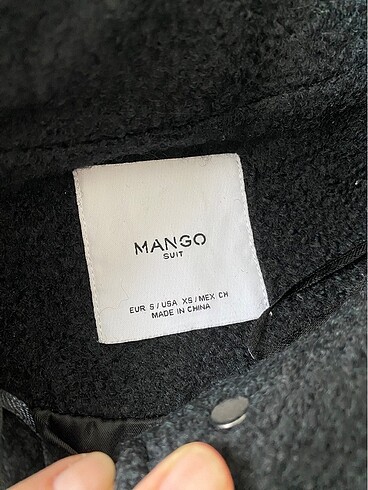 MANGO
SUIT
EUR S / USA XS / MEX CH
MADE IN CHINA